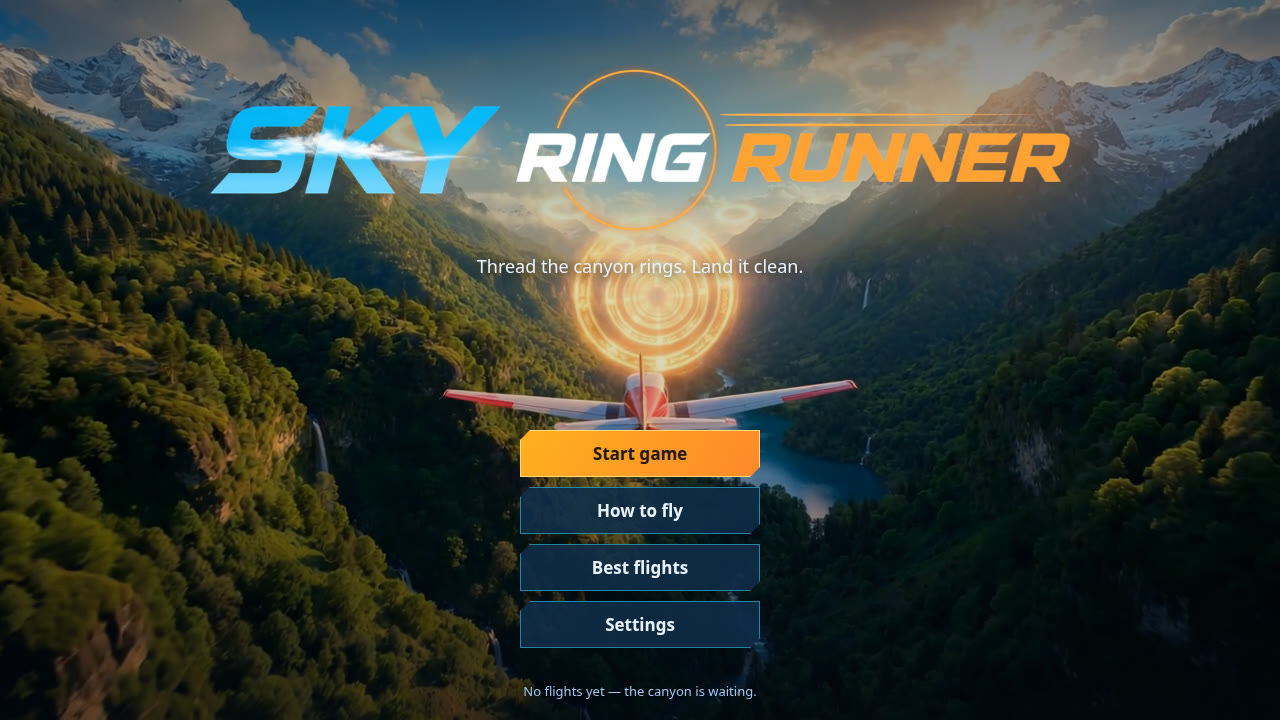 SKY RING RUNNER
Thread the canyon rings. Land it clean.
Start game
How to fly
Best flights
Settings
No flights yet — the canyon is waiting.